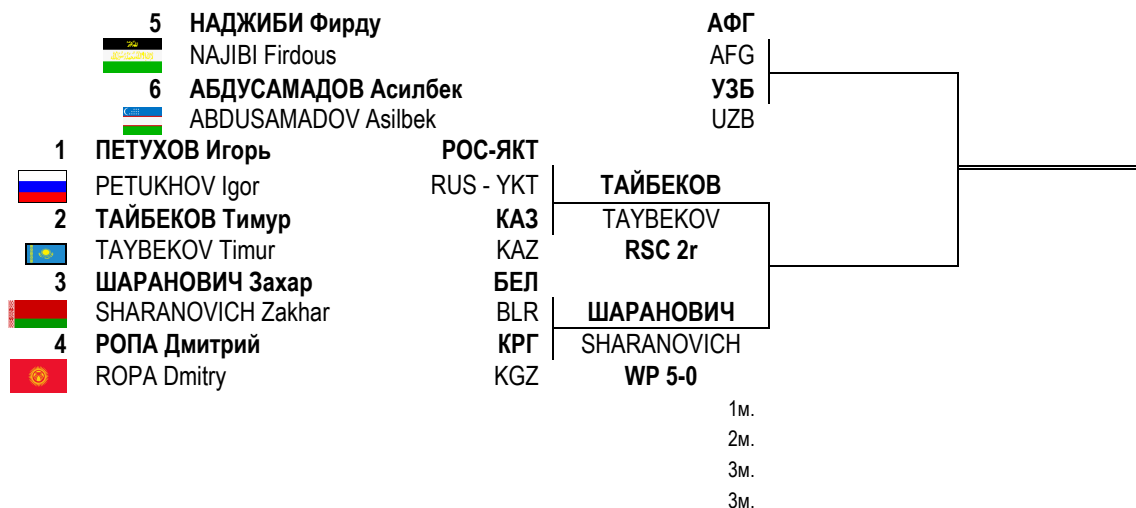 5 НАДЖИБИ Фирду АФГ
NAJIBI Firdous AFG
6 АБДУСАМАДОВ Асилбек УЗБ
ABDUSAMADOV Asilbek UZB
1 ПЕТУХОВ Игорь РОС-ЯКТ
PETUKHOV Igor RUS - YKT ТАЙБЕКОВ
2 ТАЙБЕКОВ Тимур КАЗ TAYBEKOV
TAYBEKOV Timur KAZ RSC 2r
3 ШАРАНОВИЧ Захар БЕЛ
SHARANOVICH Zakhar BLR ШАРАНОВИЧ
4 РОПА Дмитрий КРГ SHARANOVICH
ROPA Dmitry KGZ WP 5-0
1м.
2м.
3м.
3м.